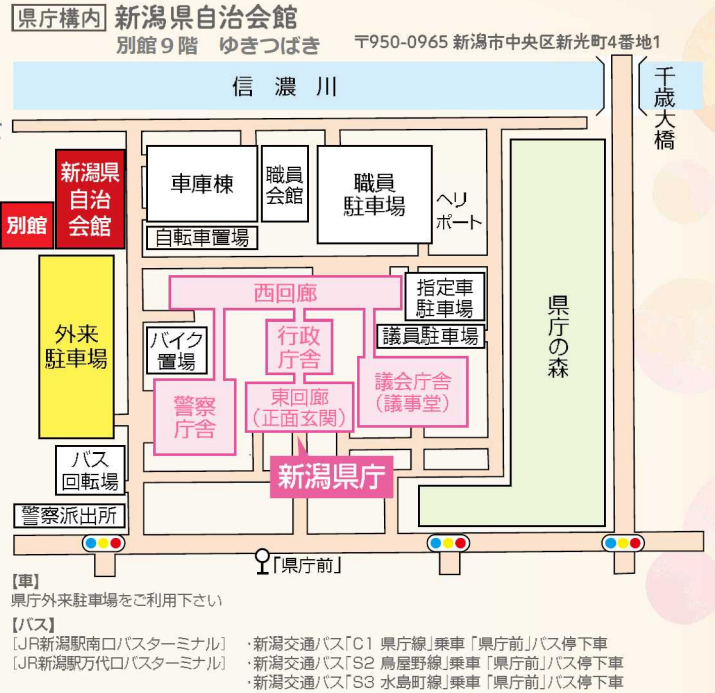 県庁構内 新潟県自治会館
別館9階 ゆきつばき 〒950-0965 新潟市中央区新光町4番地1
信濃川
千歳大橋
新潟県
自治
会館
別館
車庫棟
職員
会館
職員
駐車場
ヘリ
ポート
自転車置場
西回廊
指定車
駐車場
県庁の森
外来
駐車場
バイク
置場
行政
庁舎
議員駐車場
警察
庁舎
東回廊
(正面玄関)
議会庁舎
(議事堂)
バス
回転場
新潟県庁
警察派出所
「県庁前」
【車】
県庁外来駐車場をご利用下さい
【バス】
[JR新潟駅南口バスターミナル] ・新潟交通バス「C1 県庁線」乗車 「県庁前」バス停下車
[JR新潟駅万代口バスターミナル] ・新潟交通バス「S2 鳥屋野線」乗車 「県庁前」バス停下車
・新潟交通バス「S3 水島町線」乗車 「県庁前」バス停下車